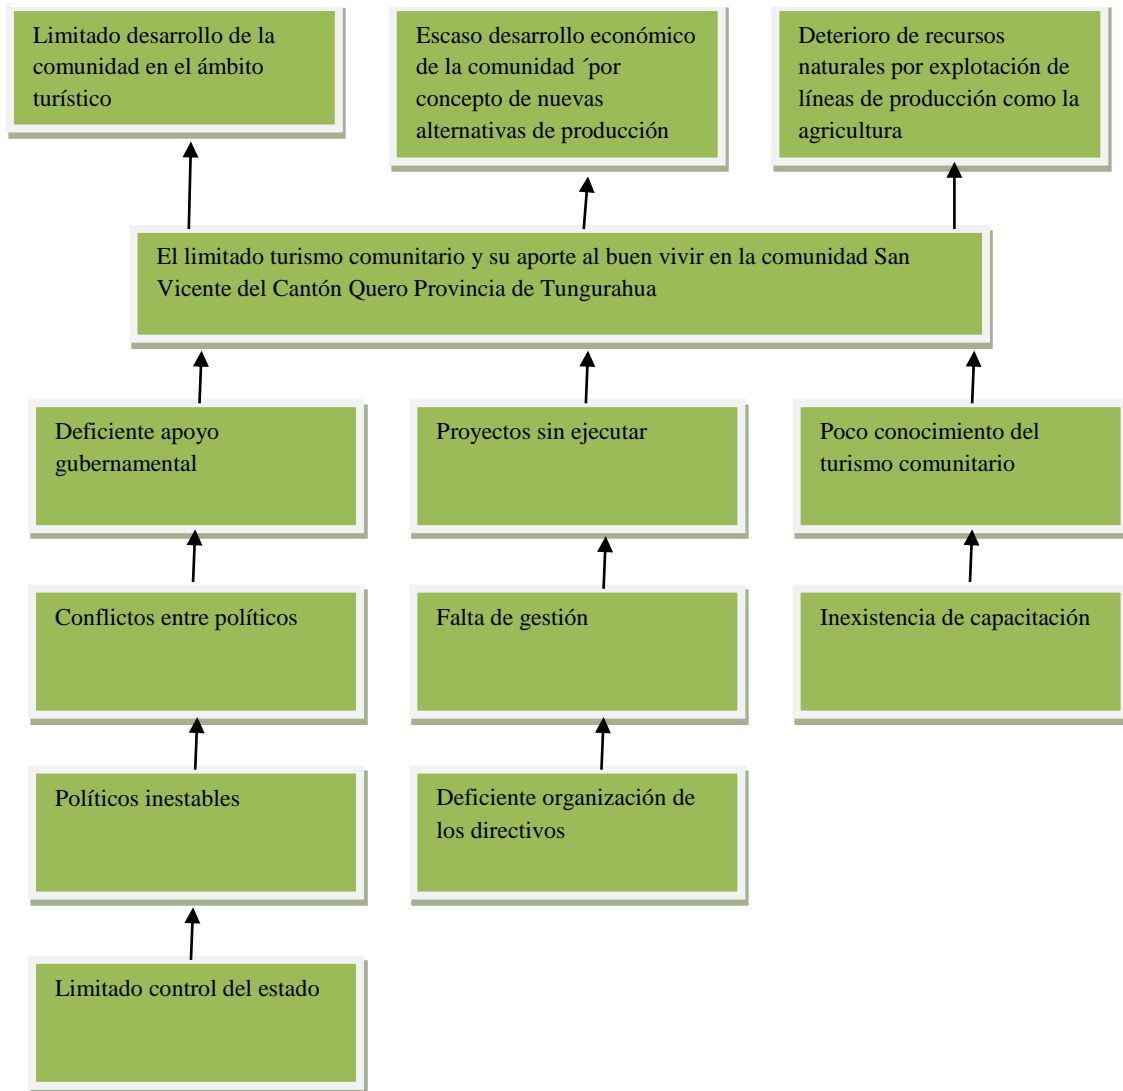 Limitado desarrollo de la
comunidad en el ámbito
turístico
Escaso desarrollo económico
de la comunidad ´por
concepto de nuevas
alternativas de producción
Deterioro de recursos
naturales por explotación de
líneas de producción como la
agricultura
El limitado turismo comunitario y su aporte al buen vivir en la comunidad San
Vicente del Cantón Quero Provincia de Tungurahua
Deficiente apoyo
gubernamental
Proyectos sin ejecutar
Poco conocimiento del
turismo comunitario
Conflictos entre políticos
Falta de gestión
Inexistencia de capacitación
Políticos inestables
Deficiente organización de
los directivos
Limitado control del estado